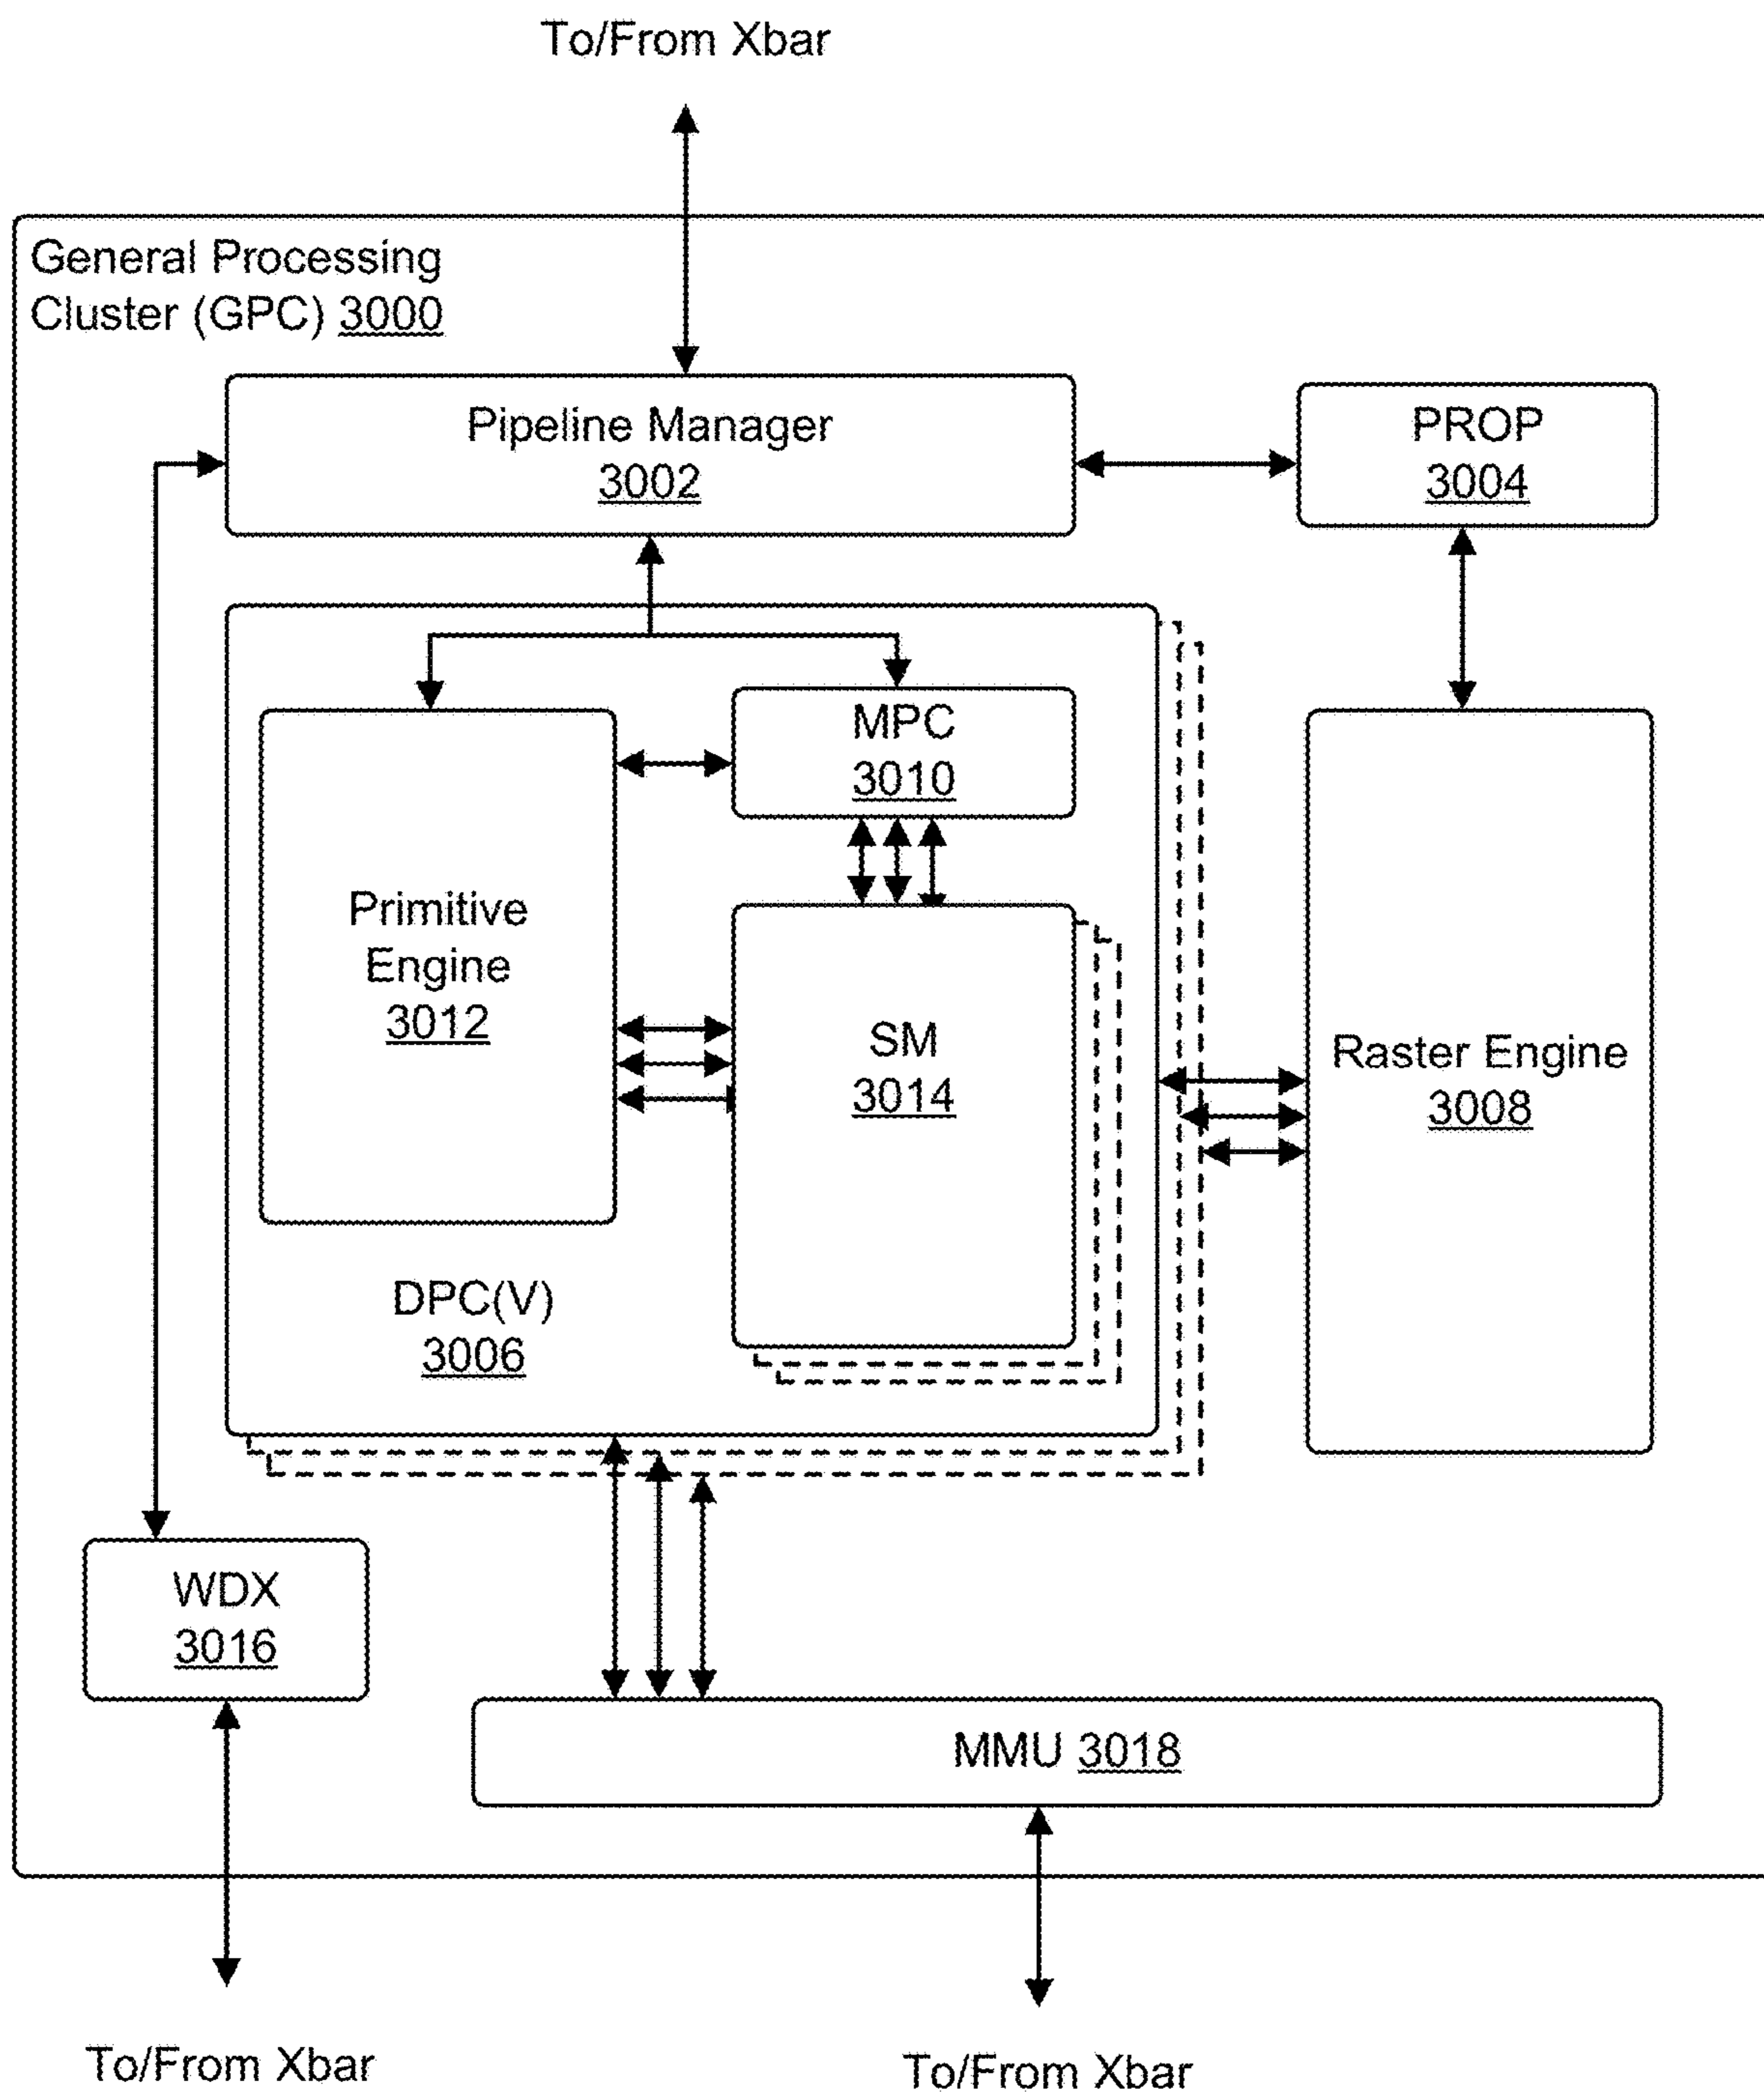 To/From Xbar
General Processing
Cluster (GPC) 3000
Pipeline Manager
3002
PROP
3004
MPC
3010
Primitive
Engine
3012
SM
3014
Raster Engine
3008
DPC(V)
3006
WDX
3016
MMU 3018
To/From Xbar
To/From Xbar